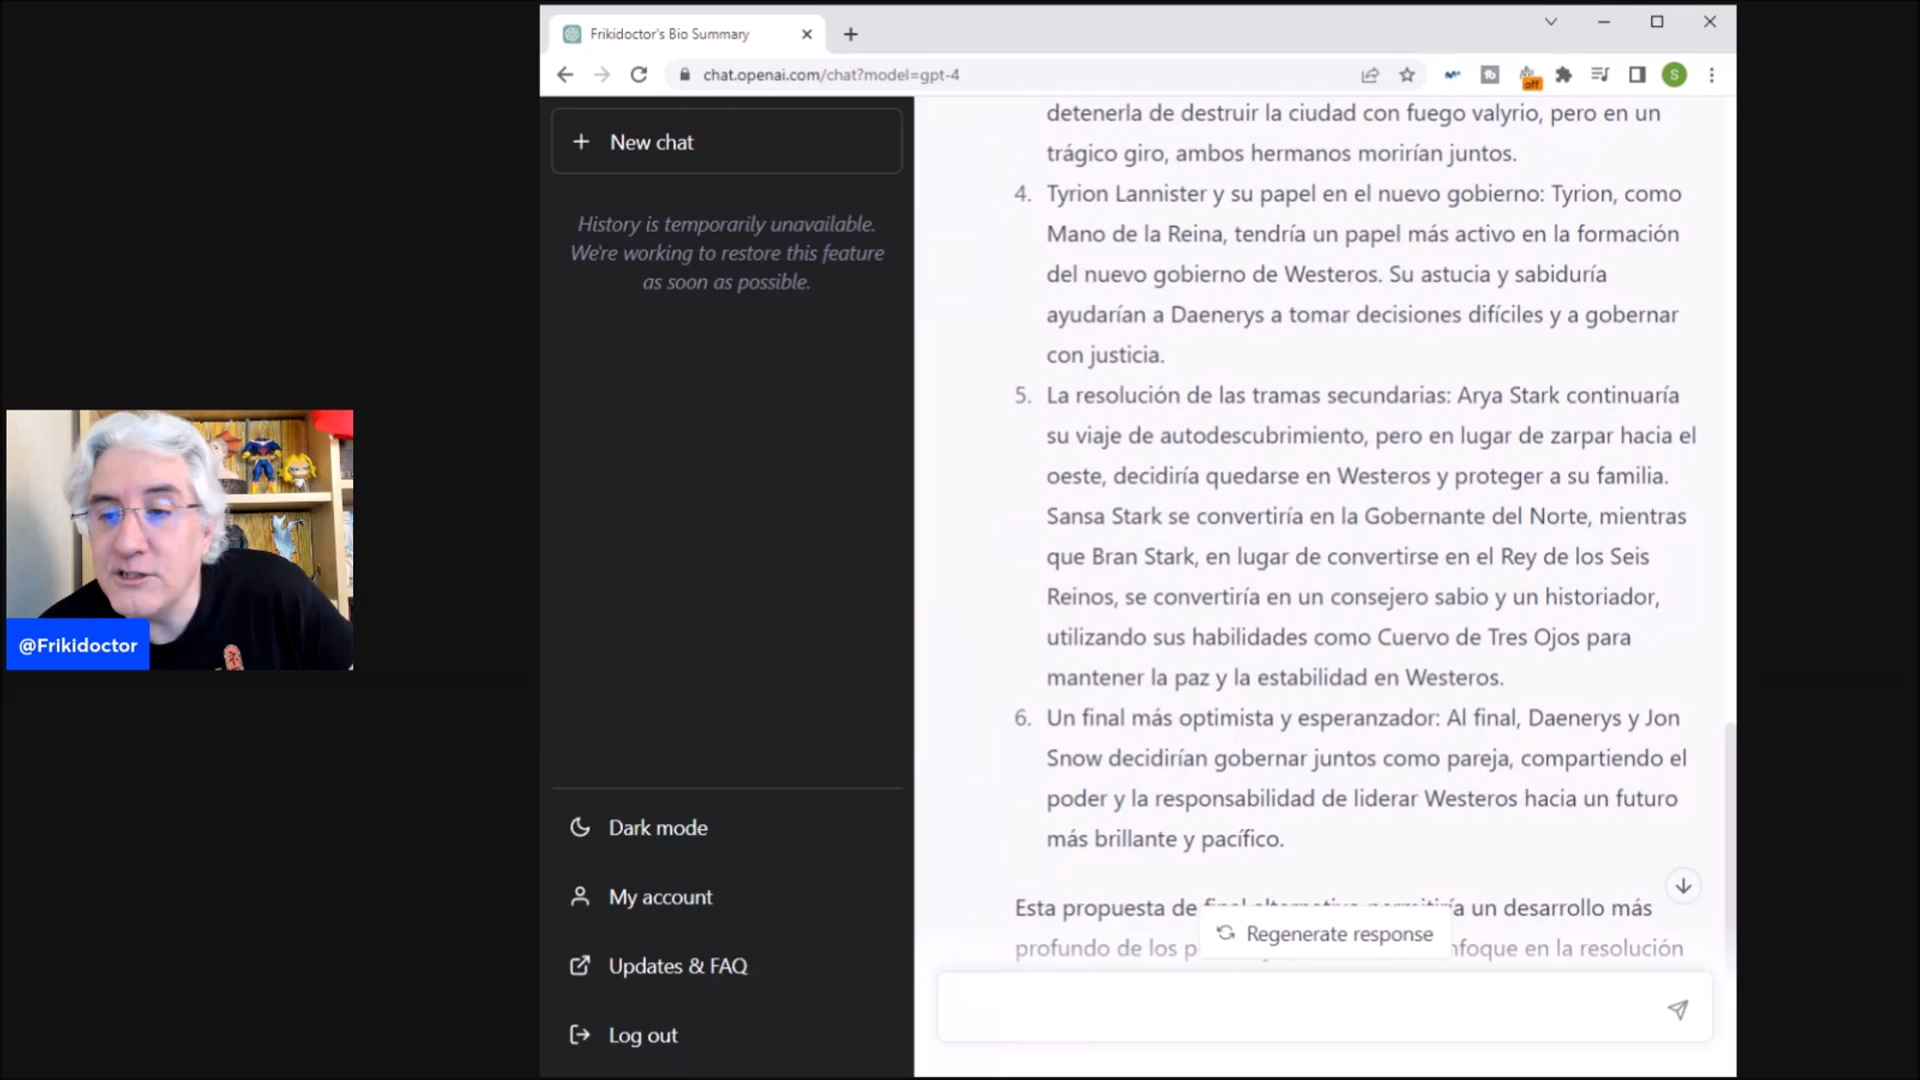 Frikidoctor's Bio Summary
chat.openai.com/chat?model=gpt-4
off
S
New chat
History is temporarily unavailable.
We're working to restore this feature
as soon as possible.
Dark mode
My account
Updates & FAQ
Log out
@Frikidoctor
detenerla de destruir la ciudad con fuego valyrio, pero en un
trágico giro, ambos hermanos morirían juntos.
4. Tyrion Lannister y su papel en el nuevo gobierno: Tyrion, como
Mano de la Reina, tendría un papel más activo en la formación
del nuevo gobierno de Westeros. Su astucia y sabiduría
ayudarían a Daenerys a tomar decisiones difíciles y a gobernar
con justicia.
5. La resolución de las tramas secundarias: Arya Stark continuaría
su viaje de autodescubrimiento, pero en lugar de zarpar hacia el
oeste, decidiría quedarse en Westeros y proteger a su familia.
Sansa Stark se convertiría en la Gobernante del Norte, mientras
que Bran Stark, en lugar de convertirse en el Rey de los Seis
Reinos, se convertiría en un consejero sabio y un historiador,
utilizando sus habilidades como Cuervo de Tres Ojos para
mantener la paz y la estabilidad en Westeros.
6. Un final más optimista y esperanzador: Al final, Daenerys y Jon
Snow decidirían gobernar juntos como pareja, compartiendo el
poder y la responsabilidad de liderar Westeros hacia un futuro
más brillante y pacífico.
Esta propuesta de final alternativo permitiría un desarrollo más
profundo de los
en la resolución
Regenerate response